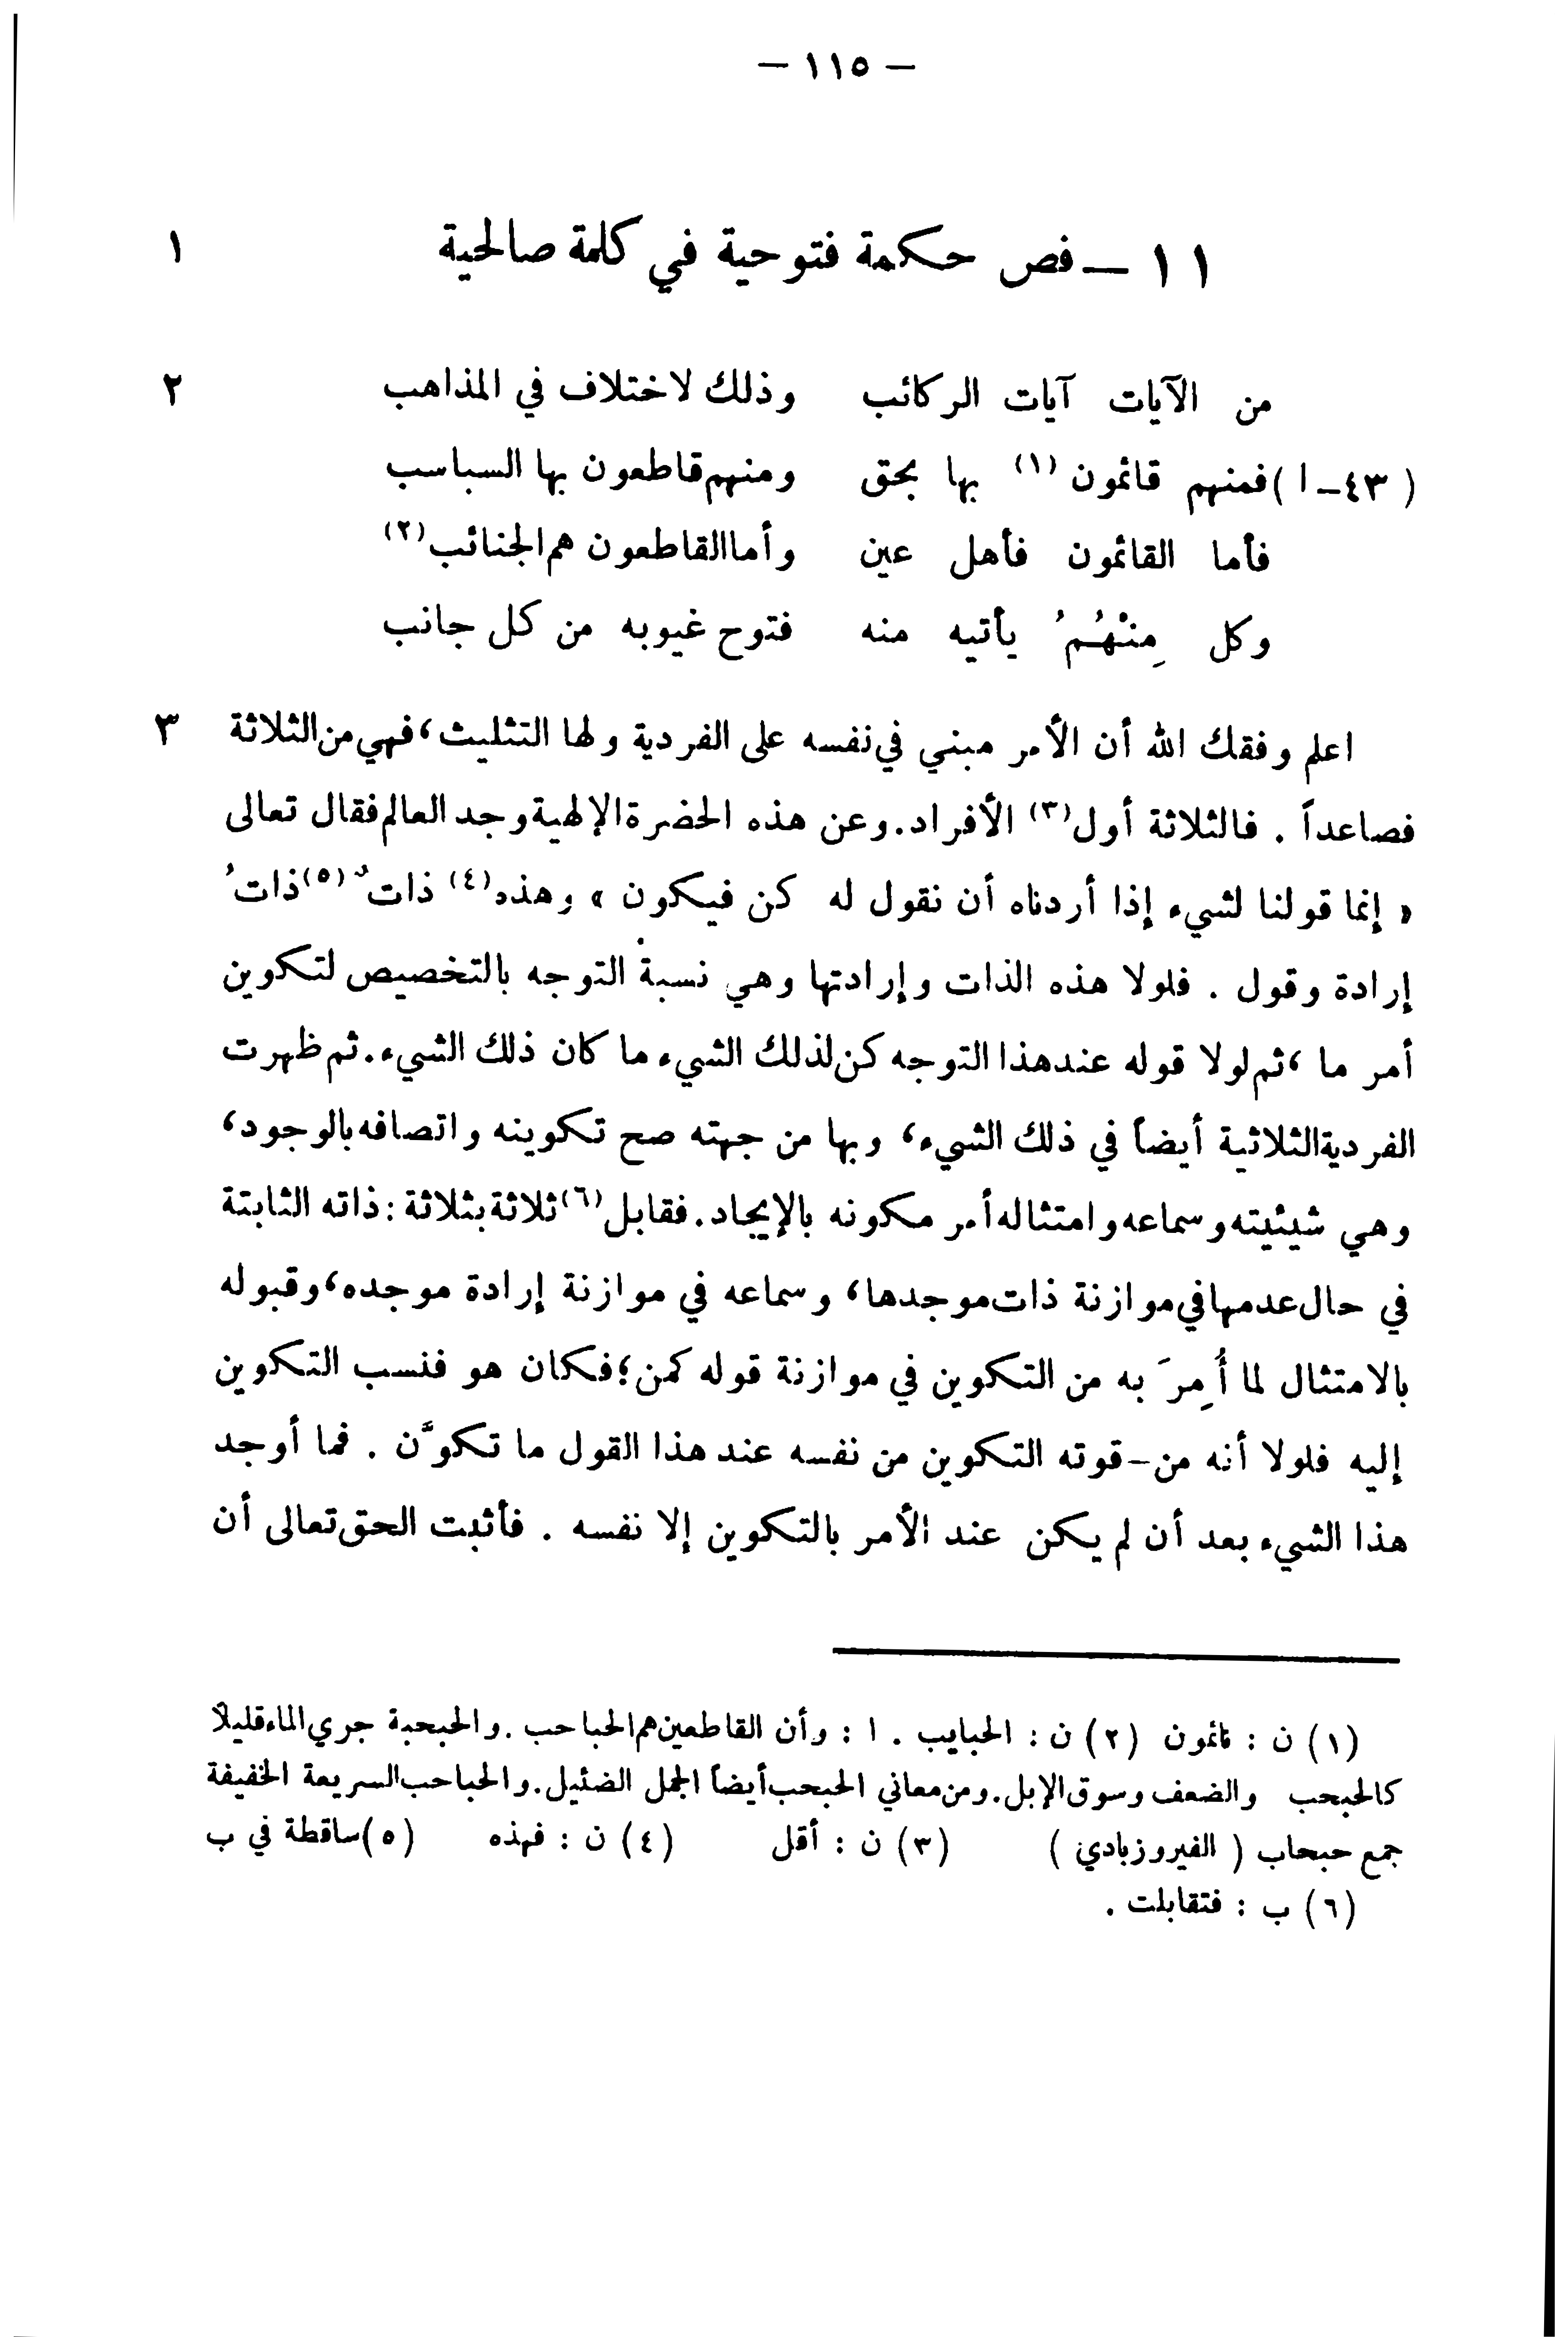 — ١١٥ —
١١ — فص حكمة فتوحية في كلمة صالحية ١
من الآيات آيات الركائب وذلك لاختلاف في المذاهب ٢
(٤٣-ا) فمنهم قائمون (١) بها بحق ومنهم قاطعون بها السباسب
فأما القائمون فأهل عين وأما القاطعون هم الجنائب (٢)
وكل مِنْهُمُ يأتيه منه فتوح غيوبه من كل جانب
اعلم وفقك الله أن الأمر مبني في نفسه على الفردية ولها التثليث، فهي من الثلاثة ٣
فصاعداً . فالثلاثة أول (٣) الأفراد. وعن هذه الحضرة الإلهية وجد العالم فقال تعالى
« إنما قولنا لشيء إذا أردناه أن نقول له كن فيكون » وهذه (٤) ذاتٌ (٥) ذاتُ
إرادة وقول . فلولا هذه الذات وإرادتها وهي نسبة التوجه بالتخصيص لتكوين
أمر ما ، ثم لولا قوله عند هذا التوجه كن لذلك الشيء ما كان ذلك الشيء. ثم ظهرت
الفردية الثلاثية أيضاً في ذلك الشيء، وبها من جهته صح تكوينه واتصافه بالوجود،
وهي شيئيته وسماعه وامتثاله أمر مكونه بالإيجاد. فقابل (٦) ثلاثة بثلاثة : ذاته الثابتة
في حال عدمها في موازنة ذات موجدها، وسماعه في موازنة إرادة موجده، وقبوله
بالامتثال لما أُمِرَ به من التكوين في موازنة قوله كن؛ فكان هو فنسب التكوين
إليه فلولا أنه من — قوته التكوين من نفسه عند هذا القول ما تكوَّن . فما أوجد
هذا الشيء بعد أن لم يكن عند الأمر بالتكوين إلا نفسه . فأثبت الحق تعالى أن
(١) ن : نائمون (٢) ن : الحبايب . ا : وأن القاطعين هم الحباحب. والحبحبة جري الماء قليلاً
كالحبحب والضعف وسوق الإبل. ومن معاني الحبحب أيضاً الجمل الضئيل. والحباحب السريعة الخفيفة
جمع حبحاب ( الفيروزبادي ) (٣) ن : أقل (٤) ن : فهذه (٥) ساقطة في ب
(٦) ب : فتقابلت .